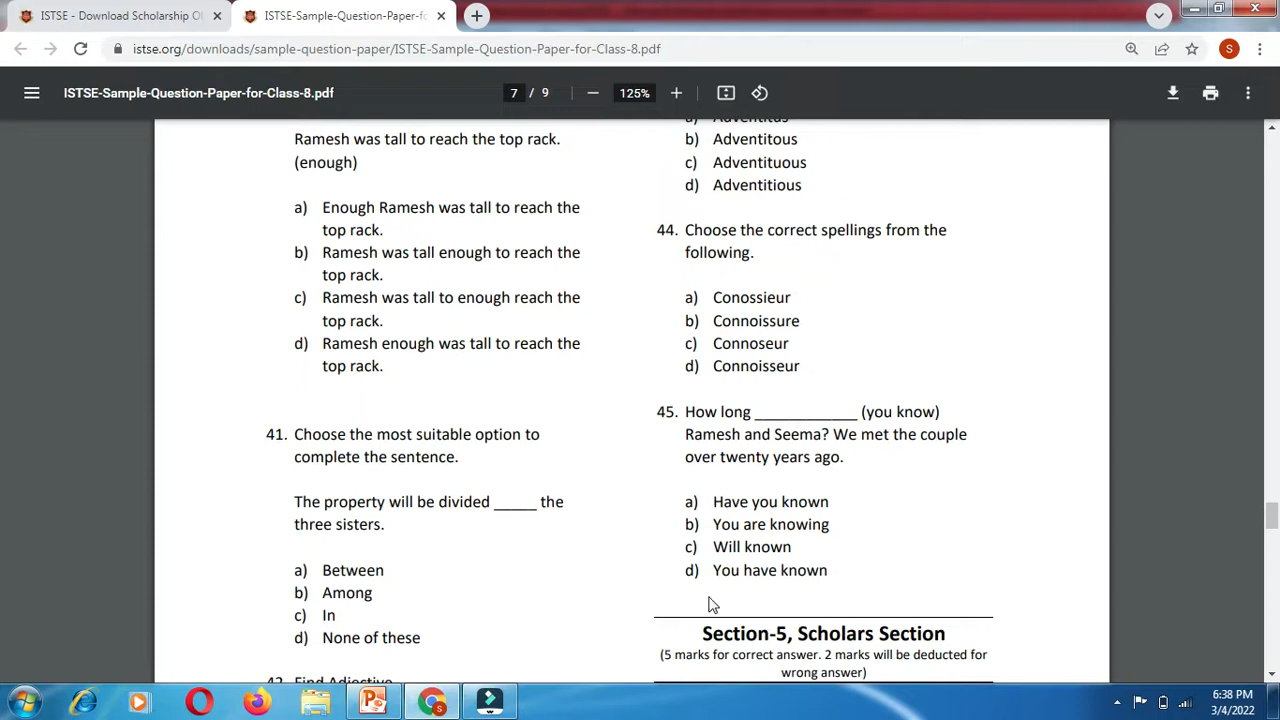 ISTSE - Download Scholarship O
ISTSE-Sample-Question-Paper-fo
istse.org/downloads/sample-question-paper/ISTSE-Sample-Question-Paper-for-Class-8.pdf
S
ISTSE-Sample-Question-Paper-for-Class-8.pdf
7 / 9
125%
Ramesh was tall to reach the top rack.
(enough)
a) Enough Ramesh was tall to reach the
top rack.
b) Ramesh was tall enough to reach the
top rack.
c) Ramesh was tall to enough reach the
top rack.
d) Ramesh enough was tall to reach the
top rack.
41. Choose the most suitable option to
complete the sentence.
The property will be divided _____ the
three sisters.
a) Between
b) Among
c) In
d) None of these
42. Find Adjective
a) Adventitus
b) Adventitous
c) Adventituous
d) Adventitious
44. Choose the correct spellings from the
following.
a) Conossieur
b) Connoissure
c) Connoseur
d) Connoisseur
45. How long ____________ (you know)
Ramesh and Seema? We met the couple
over twenty years ago.
a) Have you known
b) You are knowing
c) Will known
d) You have known
Section-5, Scholars Section
(5 marks for correct answer. 2 marks will be deducted for
wrong answer)
6:38 PM
3/4/2022